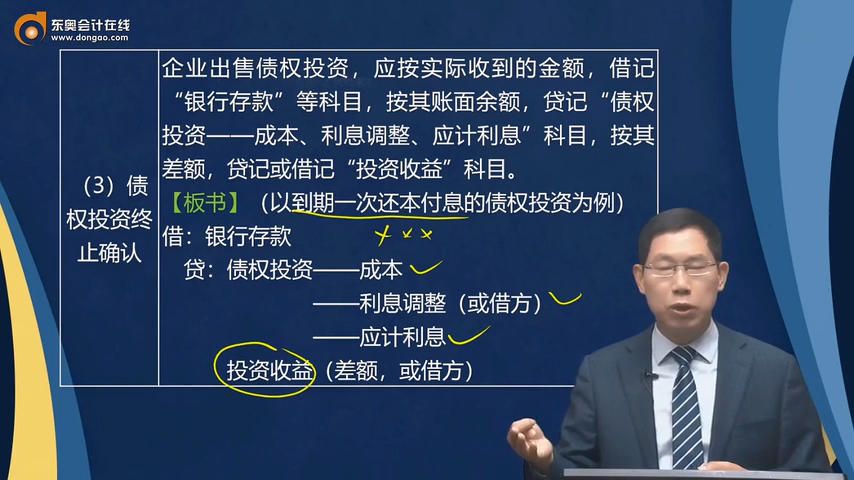 东奥会计在线
www.dongao.com
企业出售债权投资，应按实际收到的金额，借记
“银行存款”等科目，按其账面余额，贷记“债权
投资——成本、利息调整、应计利息”科目，按其
差额，贷记或借记“投资收益”科目。
（3）债
权投资终
止确认
【板书】（以到期一次还本付息的债权投资为例）
借：银行存款
×××
贷：债权投资——成本
——利息调整（或借方）
——应计利息
投资收益（差额，或借方）